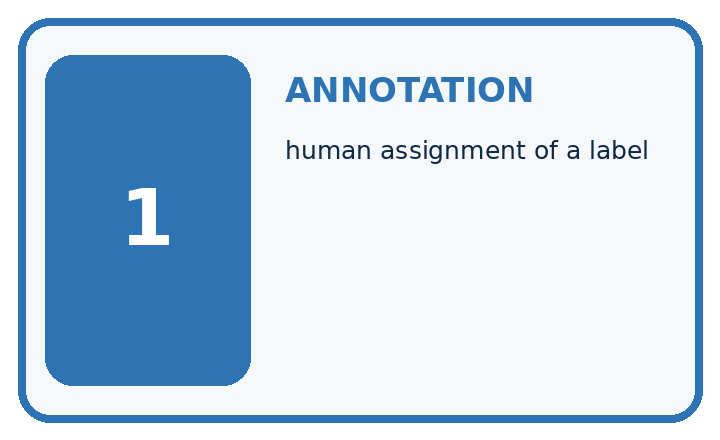 1
ANNOTATION
human assignment of a label